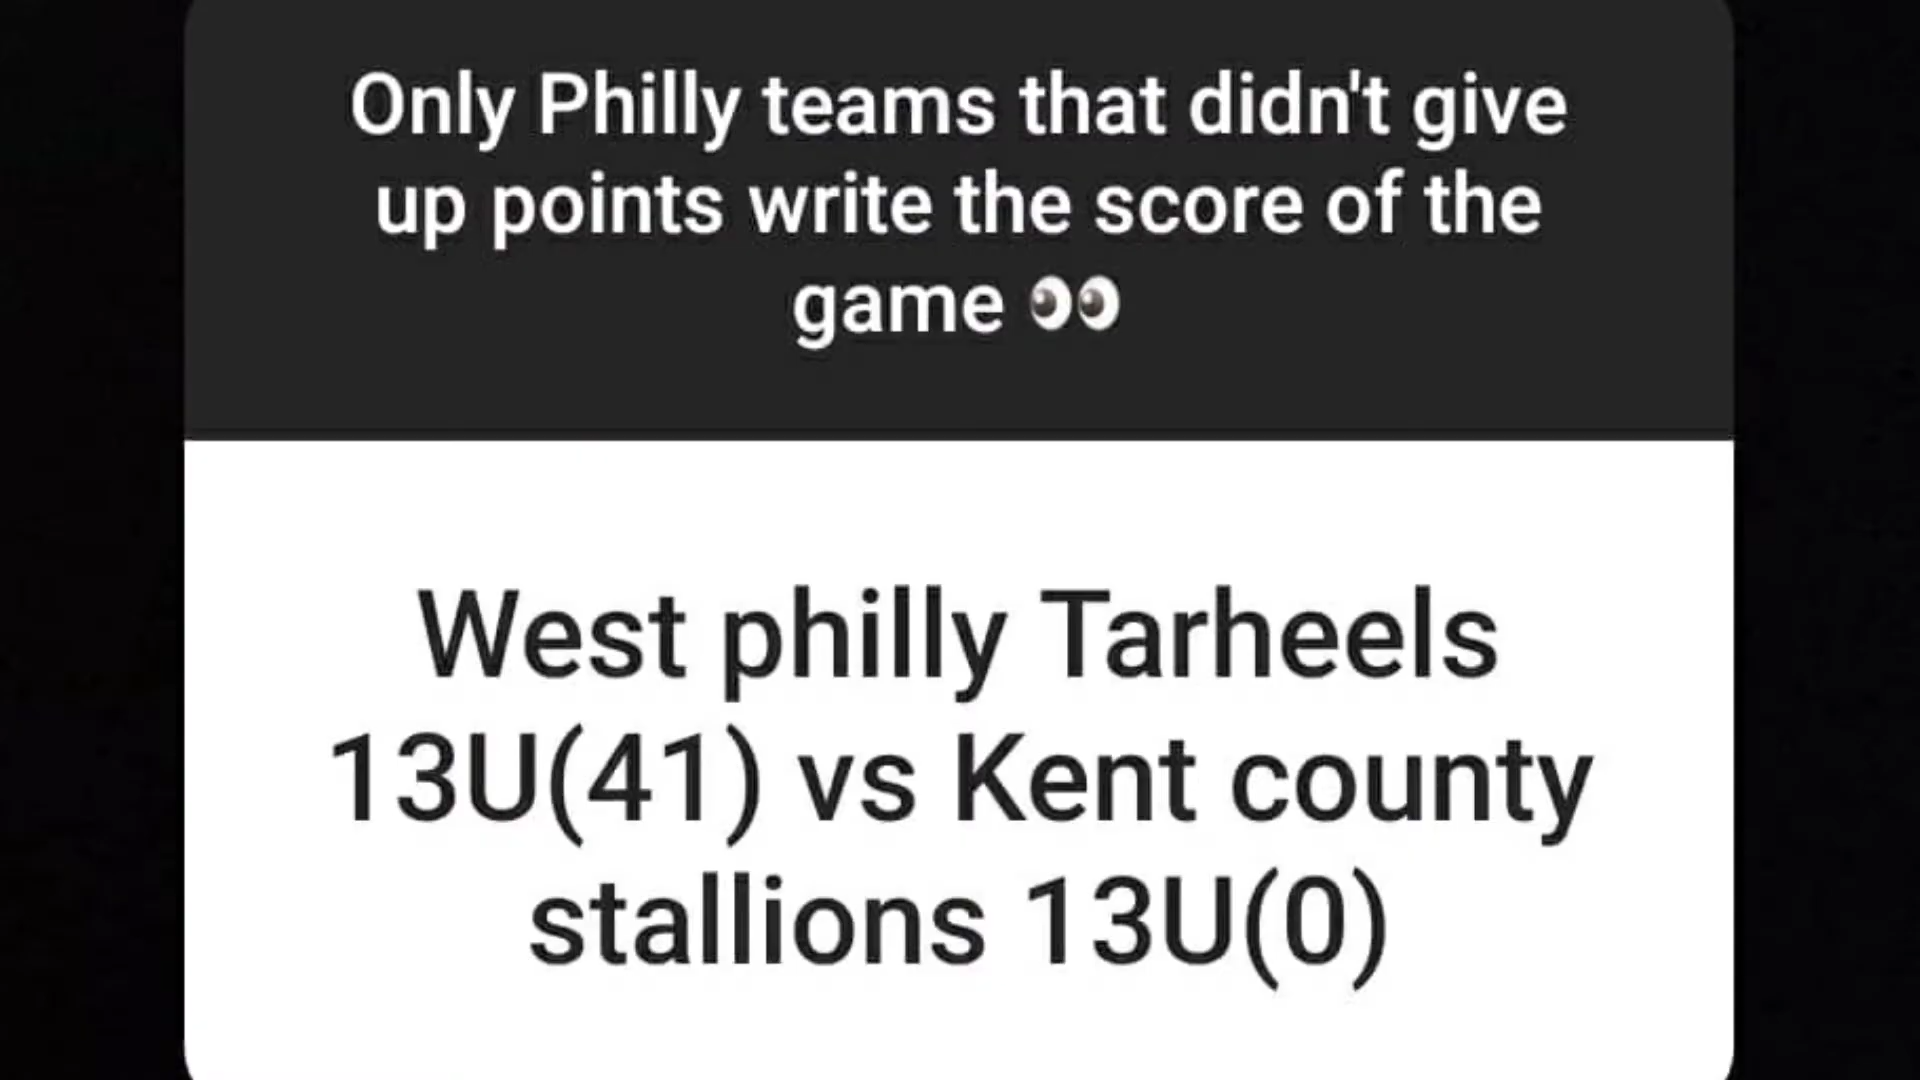 Only Philly teams that didn't give
up points write the score of the
game 👀
West philly Tarheels
13U(41) vs Kent county
stallions 13U(0)